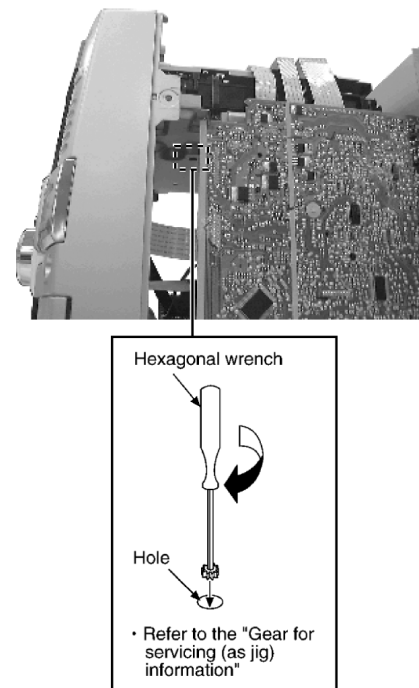 Hexagonal wrench
Hole
· Refer to the "Gear for
servicing (as jig)
information"